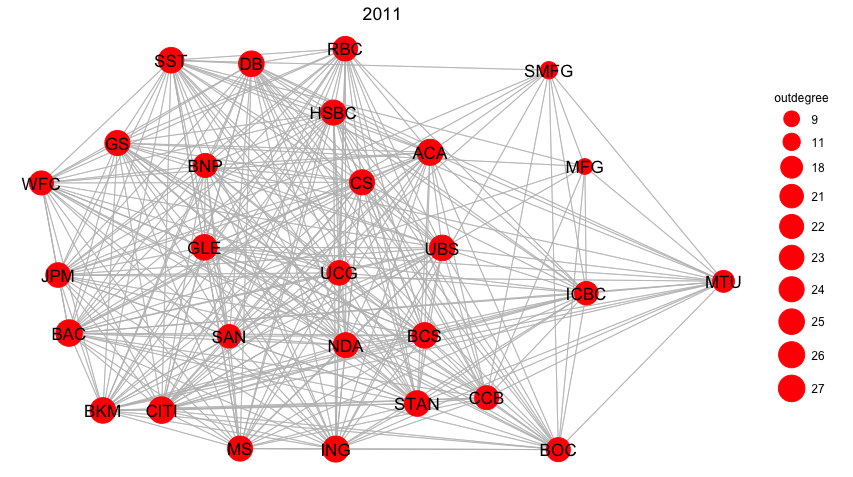 2011
SST
DB
RBC
SMFG
HSBC
GS
BNP
ACA
MFG
WFC
CS
GLE
UBS
JPM
UCG
ICBC
MTU
BAC
SAN
NDA
BCS
BKM
CITI
STAN
CCB
MS
ING
BOC
outdegree
9
11
18
21
22
23
24
25
26
27